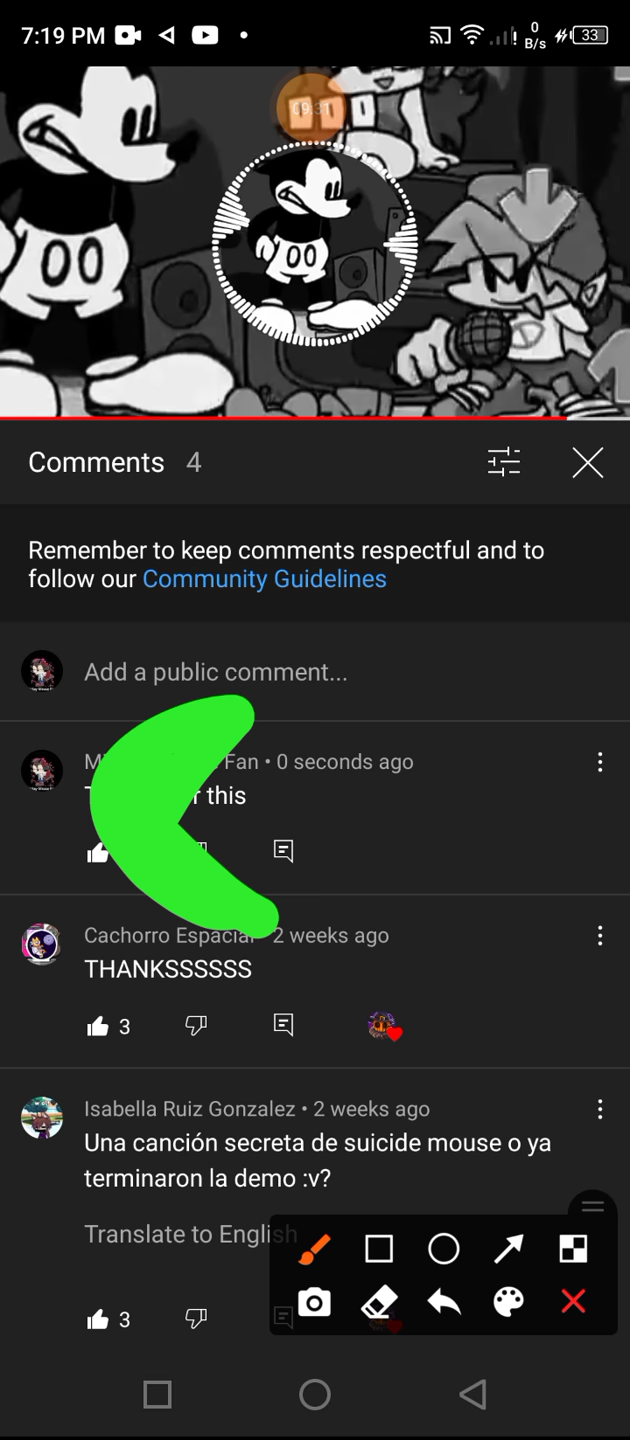 7:19 PM
0
B/s
33
09:31
Comments 4
Remember to keep comments respectful and to
follow our Community Guidelines
Add a public comment...
Fan • 0 seconds ago
this
Cachorro Espacial • 2 weeks ago
THANKSSSSSS
3
Isabella Ruiz Gonzalez • 2 weeks ago
Una canción secreta de suicide mouse o ya
terminaron la demo :v?
Translate to English
3